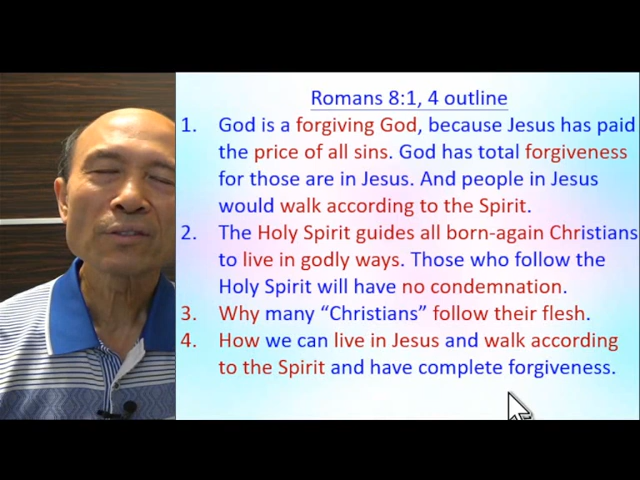 Romans 8:1, 4 outline
1. God is a forgiving God, because Jesus has paid
the price of all sins. God has total forgiveness
for those are in Jesus. And people in Jesus
would walk according to the Spirit.
2. The Holy Spirit guides all born-again Christians
to live in godly ways. Those who follow the
Holy Spirit will have no condemnation.
3. Why many “Christians” follow their flesh.
4. How we can live in Jesus and walk according
to the Spirit and have complete forgiveness.